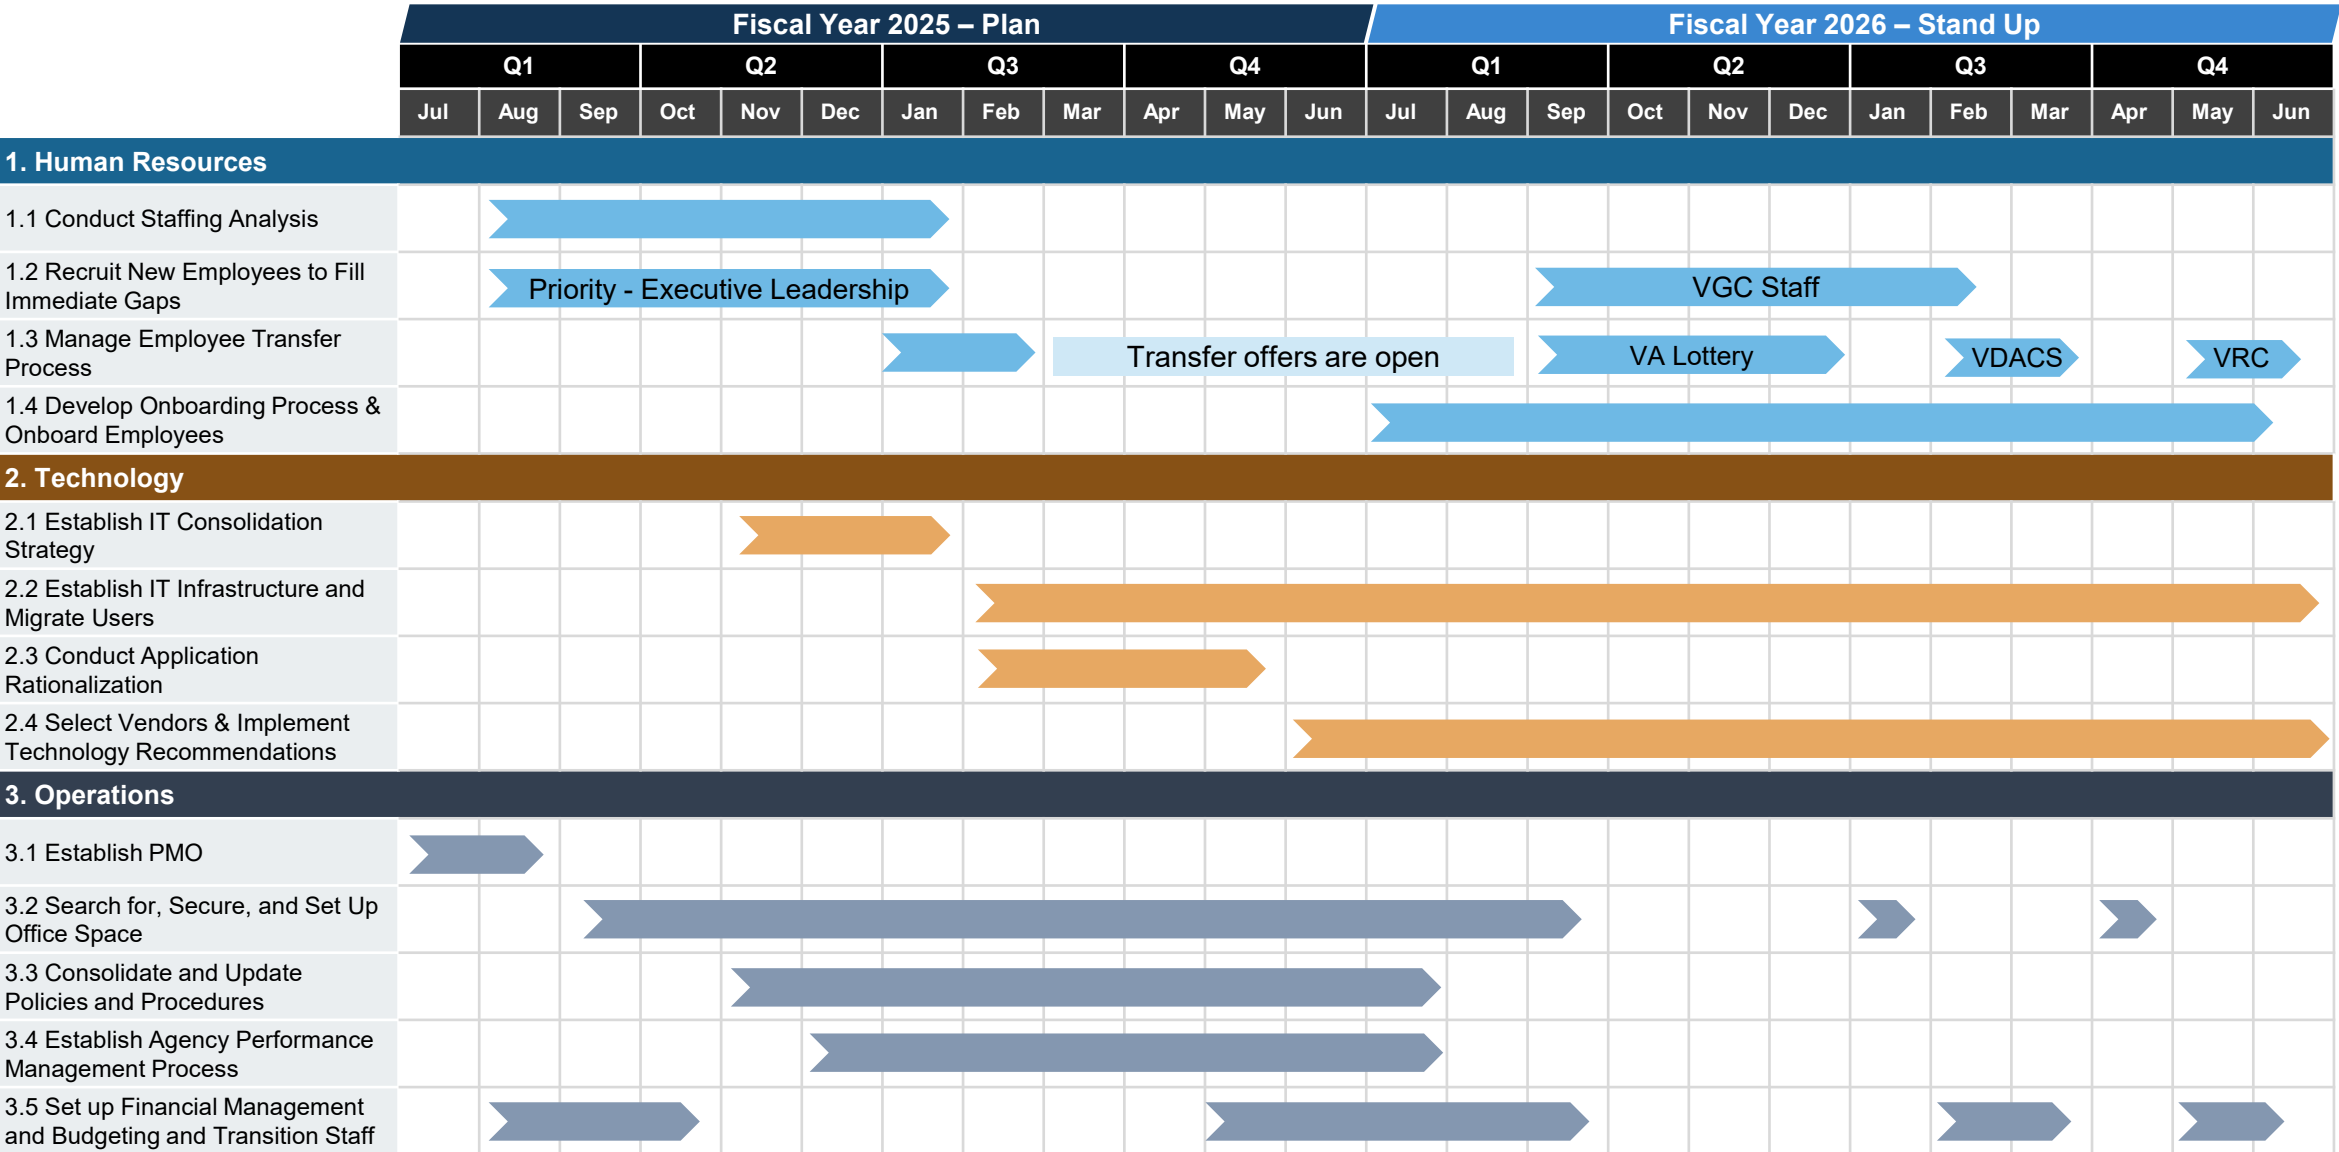 Fiscal Year 2025 – Plan
Fiscal Year 2026 – Stand Up
Q1 Q2 Q3 Q4 Q1 Q2 Q3 Q4
Jul Aug Sep Oct Nov Dec Jan Feb Mar Apr May Jun Jul Aug Sep Oct Nov Dec Jan Feb Mar Apr May Jun
1. Human Resources
1.1 Conduct Staffing Analysis
1.2 Recruit New Employees to Fill
Immediate Gaps
Priority - Executive Leadership
VGC Staff
1.3 Manage Employee Transfer
Process
Transfer offers are open
VA Lottery
VDACS
VRC
1.4 Develop Onboarding Process &
Onboard Employees
2. Technology
2.1 Establish IT Consolidation
Strategy
2.2 Establish IT Infrastructure and
Migrate Users
2.3 Conduct Application
Rationalization
2.4 Select Vendors & Implement
Technology Recommendations
3. Operations
3.1 Establish PMO
3.2 Search for, Secure, and Set Up
Office Space
3.3 Consolidate and Update
Policies and Procedures
3.4 Establish Agency Performance
Management Process
3.5 Set up Financial Management
and Budgeting and Transition Staff